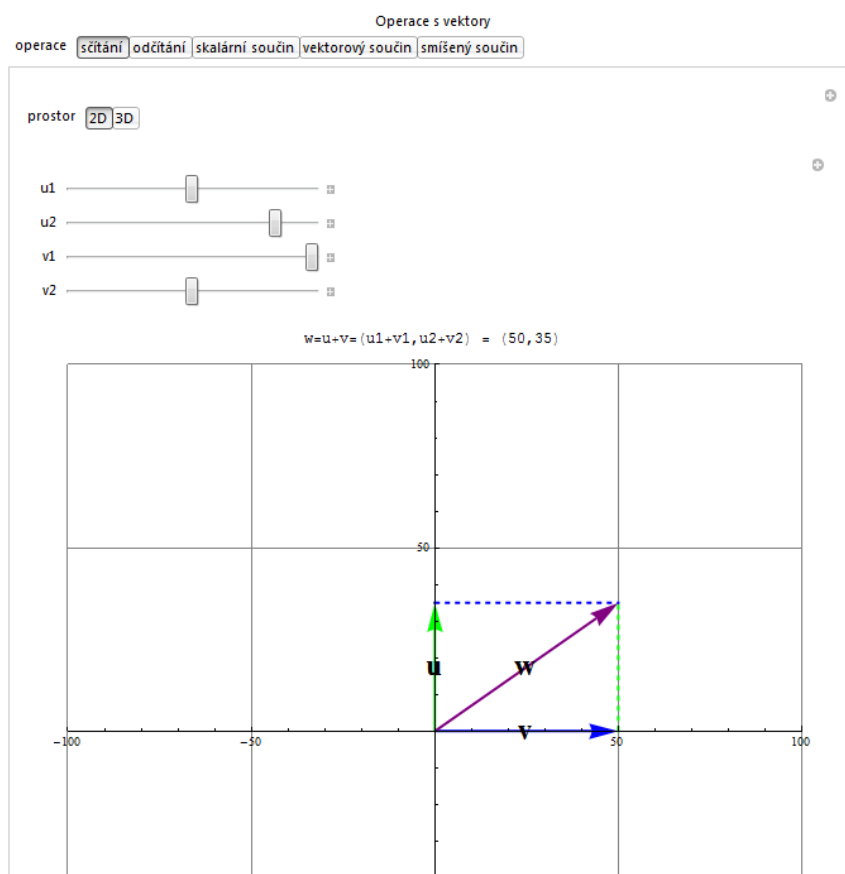 Operace s vektory
operace sčítání odčítání skalární součin vektorový součin smíšený součin
prostor 2D 3D
u1
u2
v1
v2
w=u+v=(u1+v1,u2+v2) = (50,35)
100
50
u w
v
-100 -50 50 100